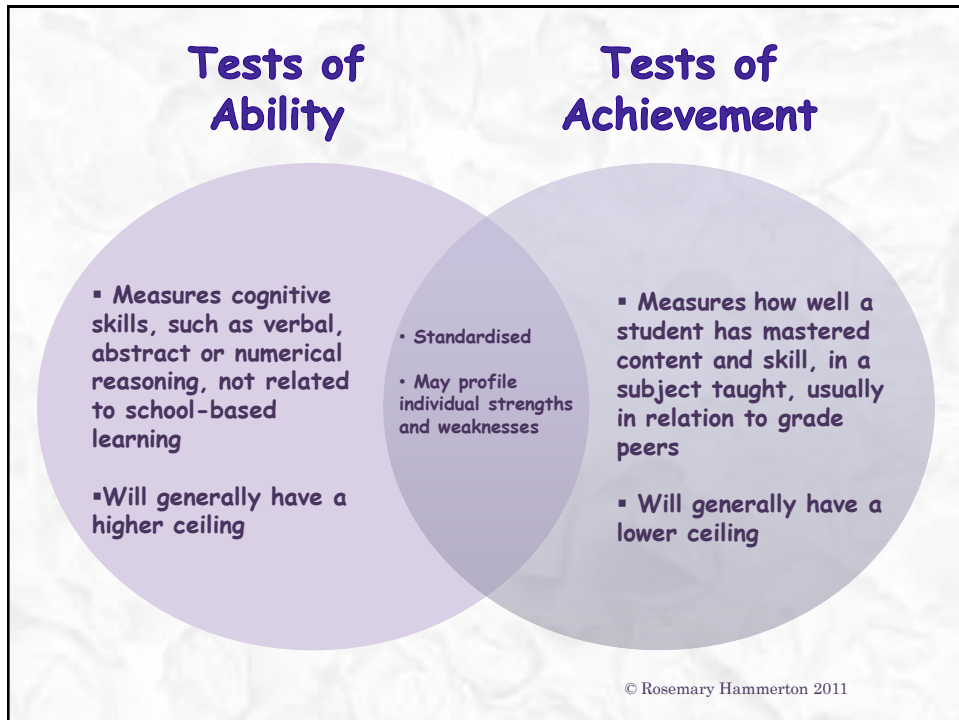 Tests of
Ability
Tests of
Achievement
▪ Measures cognitive
skills, such as verbal,
abstract or numerical
reasoning, not related
to school-based
learning
▪Will generally have a
higher ceiling
• Standardised
• May profile
individual strengths
and weaknesses
▪ Measures how well a
student has mastered
content and skill, in a
subject taught, usually
in relation to grade
peers
▪ Will generally have a
lower ceiling
© Rosemary Hammerton 2011